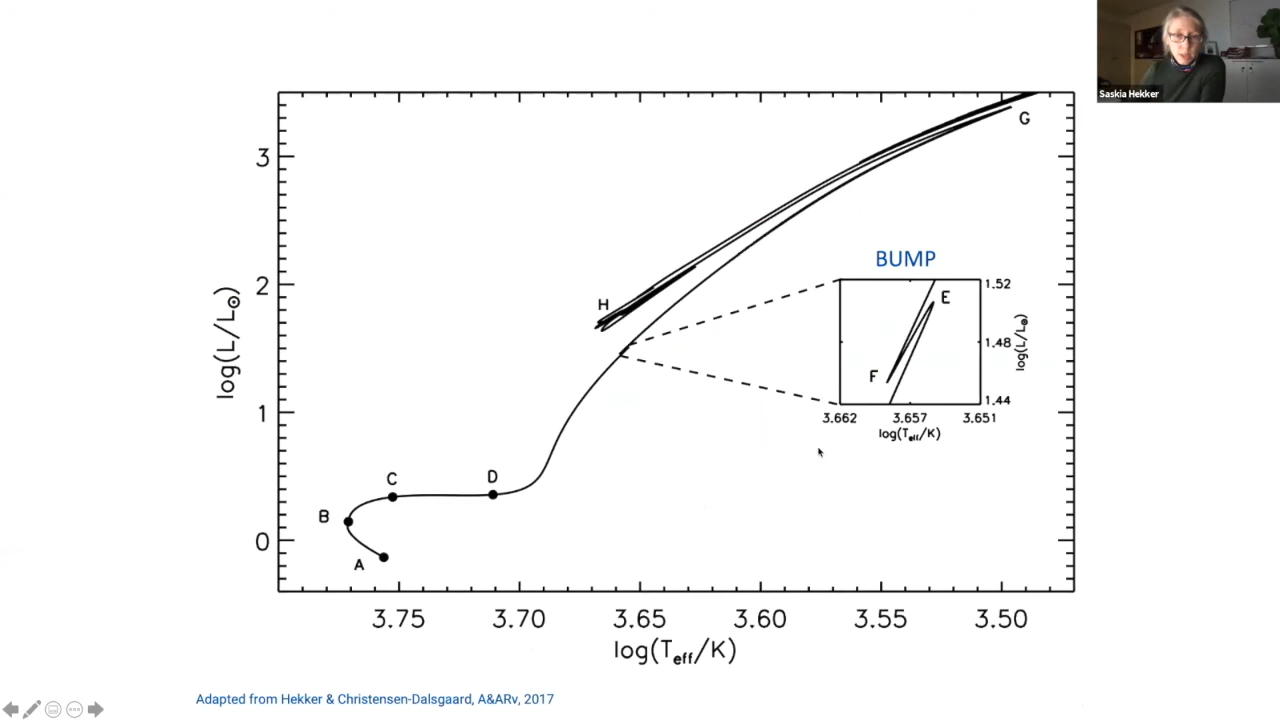 Saskia Hekker
G
3
BUMP
1.52
E
2
H
log(L/L☉)
log(L/L☉)
1.48
F
1.44
3.662
3.657
3.651
log(Teff/K)
1
C
D
B
0
A
3.75
3.70
3.65
3.60
3.55
3.50
log(Teff/K)
Adapted from Hekker & Christensen-Dalsgaard, A&ARv, 2017